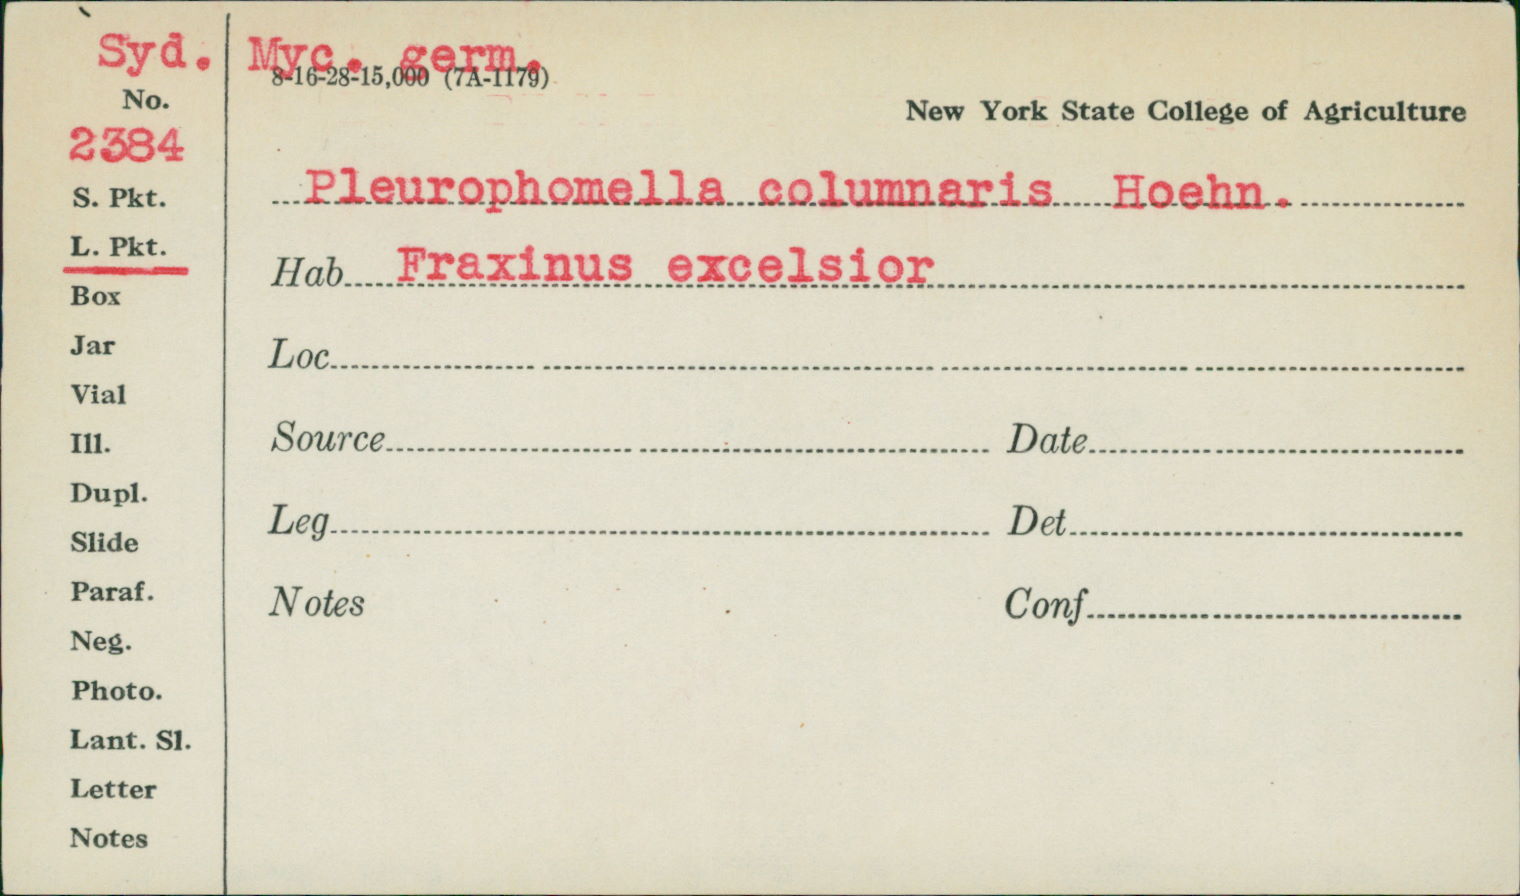 Syd. Myc. germ.
8-16-28-15,000 (7A-1179)
No.
New York State College of Agriculture
2384
S. Pkt.
Pleurophomella columnaris Hoehn.
L. Pkt.
Hab Fraxinus excelsior
Box
Jar
Loc
Vial
Ill.
Source Date
Dupl.
Slide
Leg Det
Paraf.
Notes Conf
Neg.
Photo.
Lant. Sl.
Letter
Notes